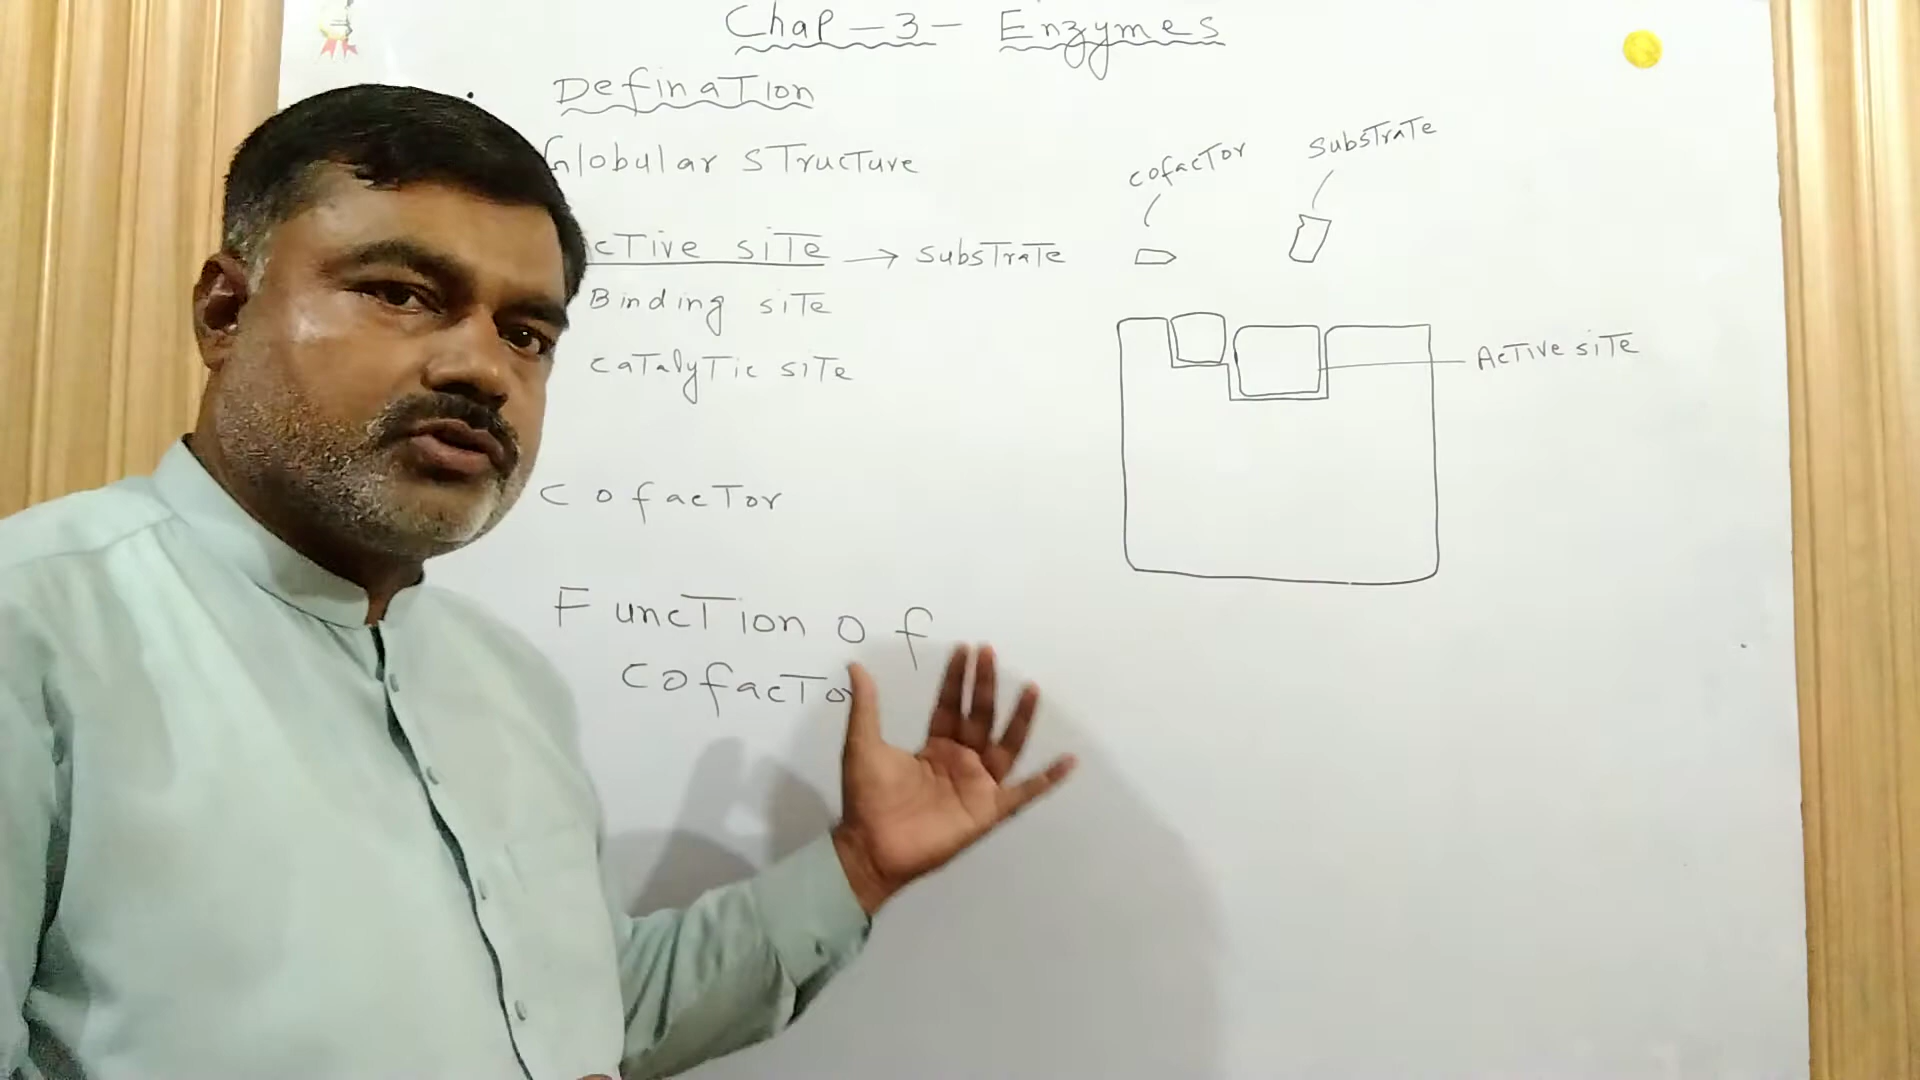 Chap - 3 - Enzymes
Defination
Globular structure
Active site → substrate
Binding site
catalytic site
cofactor
Function of
cofactor
cofactor
substrate
Active site